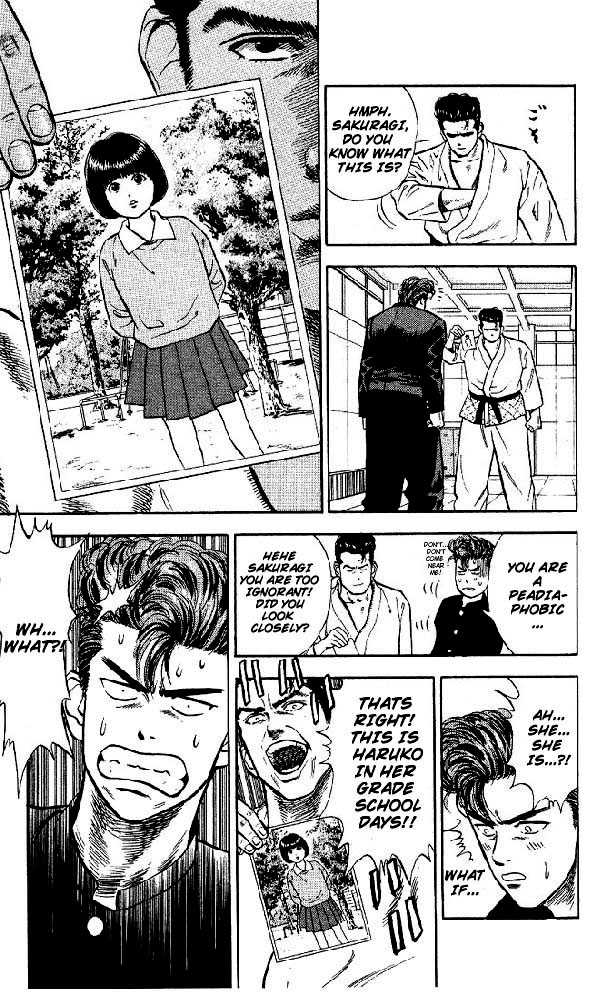 HMPH.
SAKURAGI,
DO YOU
KNOW WHAT
THIS IS?
YOU ARE
A
PEADIA-
PHOBIC
...
DON'T...
DON'T
COME
NEAR
ME!
HEHE
SAKURAGI
YOU ARE TOO
IGNORANT!
DID YOU
LOOK
CLOSELY?
WH...
WHAT?!
AH...
SHE...
SHE
IS...?!
WHAT
IF...
THATS
RIGHT!
THIS IS
HARUKO
IN HER
GRADE
SCHOOL
DAYS!!